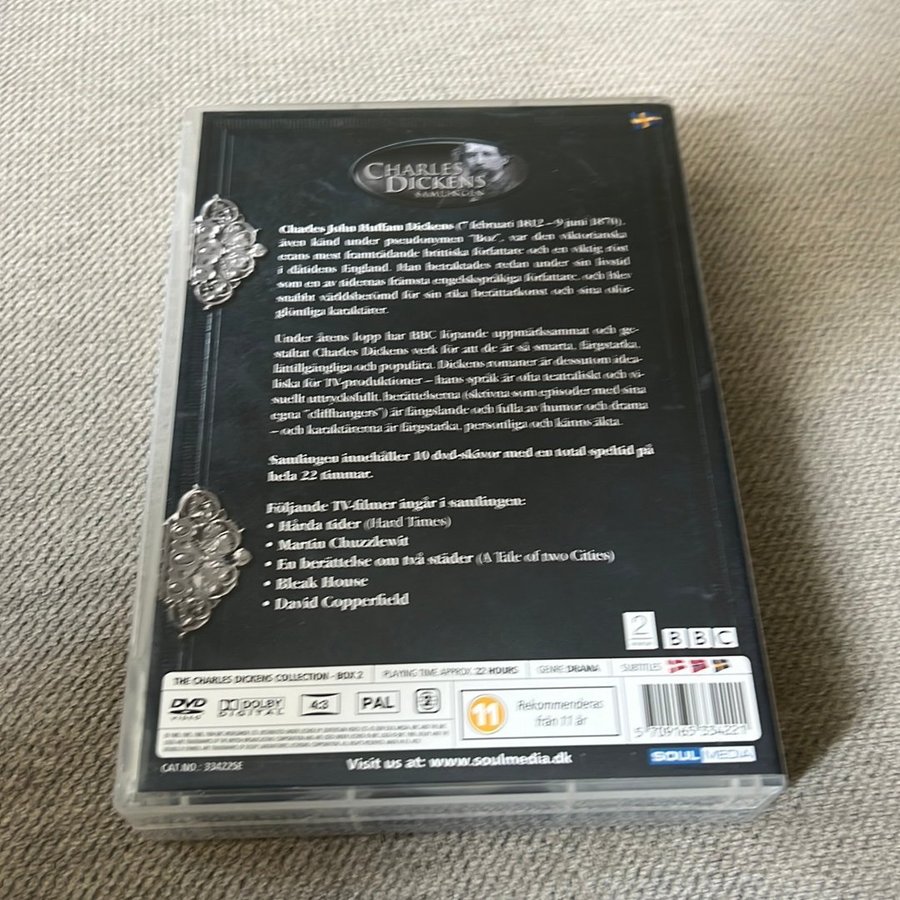 CHARLES
DICKENS
SAMLINGEN
Charles John Huffam Dickens (7 februari 1812 – 9 juni 1870),
även känd under pseudonymen "Boz", var den viktorianska
erans mest framträdande brittiska författare och en viktig röst
i dåtidens England. Han betraktades redan under sin livstid
som en av tidernas främsta engelskspråkiga författare, och blev
snabbt världsberömd för sin rika berättarkonst och sina oför-
glömliga karaktärer.
Under årens lopp har BBC löpande uppmärksammat och ge-
staltat Charles Dickens verk för att de är så smarta, färgstarka,
lättillgängliga och populära. Dickens romaner är dessutom idea-
liska för TV-produktioner – hans språk är ofta teatraliskt och vi-
suellt uttrycksfullt, berättelserna (skrivna som episoder med sina
egna "cliffhangers") är fängslande och fulla av humor och drama
– och karaktärerna är färgstarka, personliga och känns äkta.
Samlingen innehåller 10 dvd-skivor med en total speltid på
hela 22 timmar.
Följande TV-filmer ingår i samlingen:
• Hårda tider (Hard Times)
• Martin Chuzzlewit
• En berättelse om två städer (A Tale of two Cities)
• Bleak House
• David Copperfield
2
BBC
THE CHARLES DICKENS COLLECTION - BOX 2
PLAYING TIME APPROX. 22 HOURS
GENRE: DRAMA
SUBTITLES
DVD
VIDEO
DOLBY
DIGITAL
4:3
PAL
2
11
Rekommenderas
från 11 år
5 709165 334221
CAT.NO.: 334225E
Visit us at: www.soulmedia.dk
SOUL MEDIA